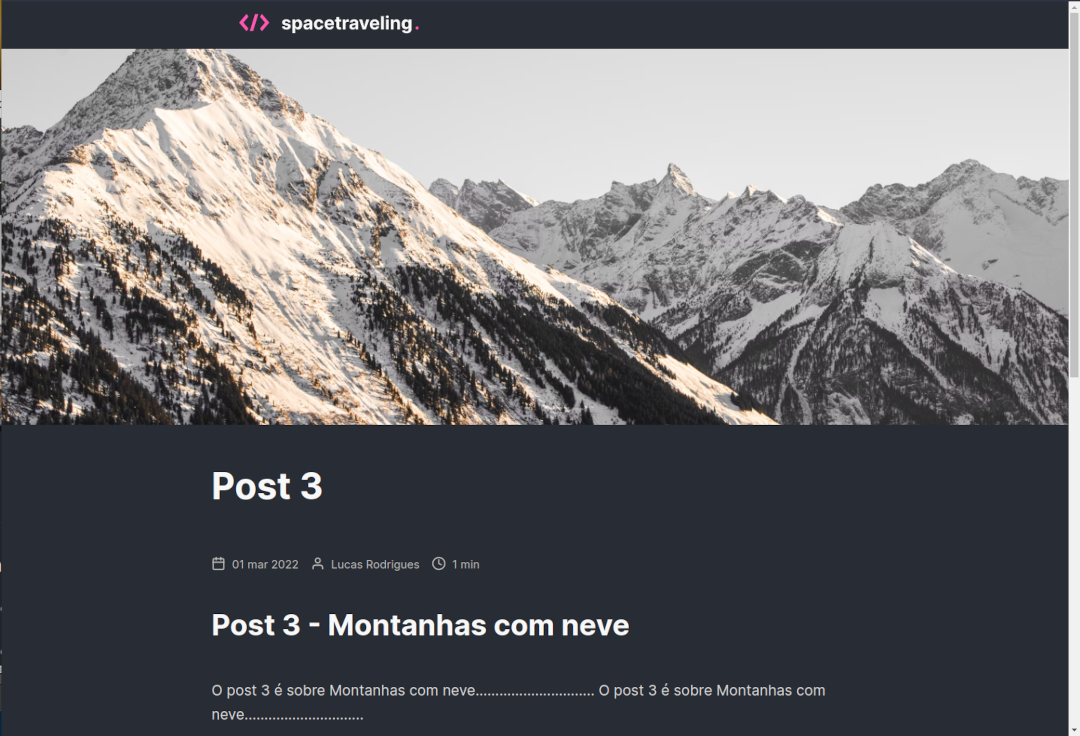 </> spacetraveling.
Post 3
01 mar 2022 Lucas Rodrigues 1 min
Post 3 - Montanhas com neve
O post 3 é sobre Montanhas com neve.............................. O post 3 é sobre Montanhas com
neve..............................